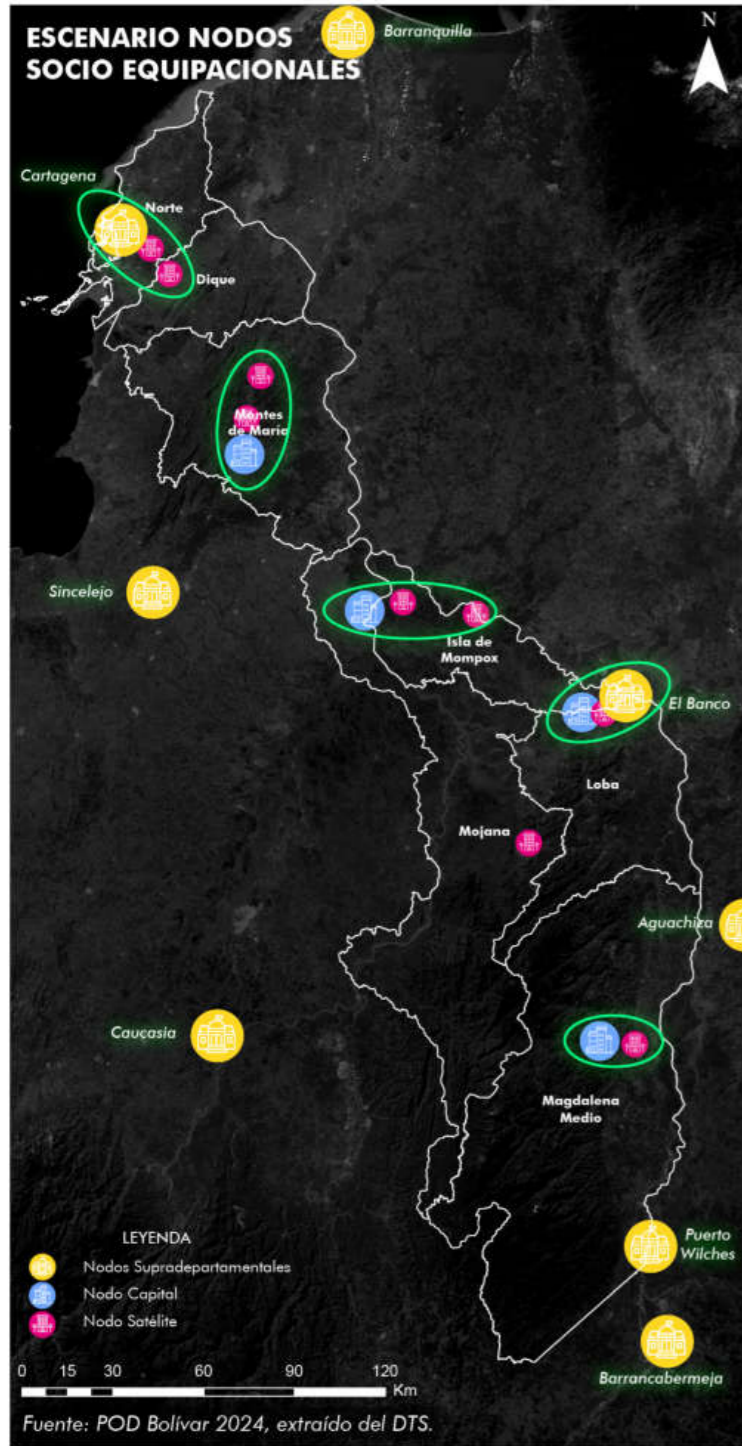 ESCENARIO NODOS
SOCIO EQUIPACIONALES
Barranquilla
N
Cartagena
Norte
Dique
Montes
de María
Sincelejo
Isla de
Mompox
El Banco
Loba
Mojana
Aguachiza
Caucasia
Magdalena
Medio
Puerto
Wilches
Barrancabermeja
LEYENDA
Nodos Supradepartamentales
Nodo Capital
Nodo Satélite
0 30 60 90 120
Km
Fuente: POD Bolívar 2024, extraído del DTS.